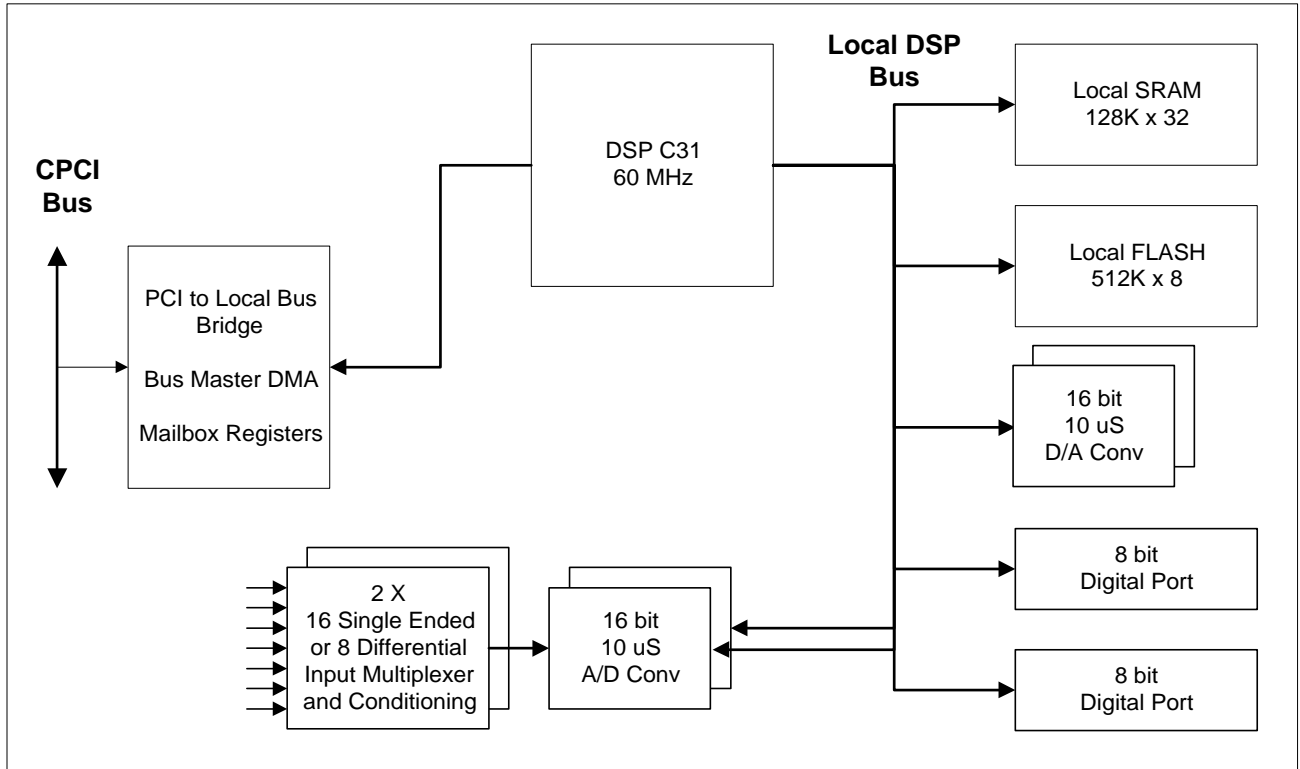 CPCI
Bus
PCI to Local Bus
Bridge
Bus Master DMA
Mailbox Registers
DSP C31
60 MHz
Local DSP
Bus
Local SRAM
128K x 32
Local FLASH
512K x 8
16 bit
10 uS
D/A Conv
8 bit
Digital Port
8 bit
Digital Port
2 X
16 Single Ended
or 8 Differential
Input Multiplexer
and Conditioning
16 bit
10 uS
A/D Conv